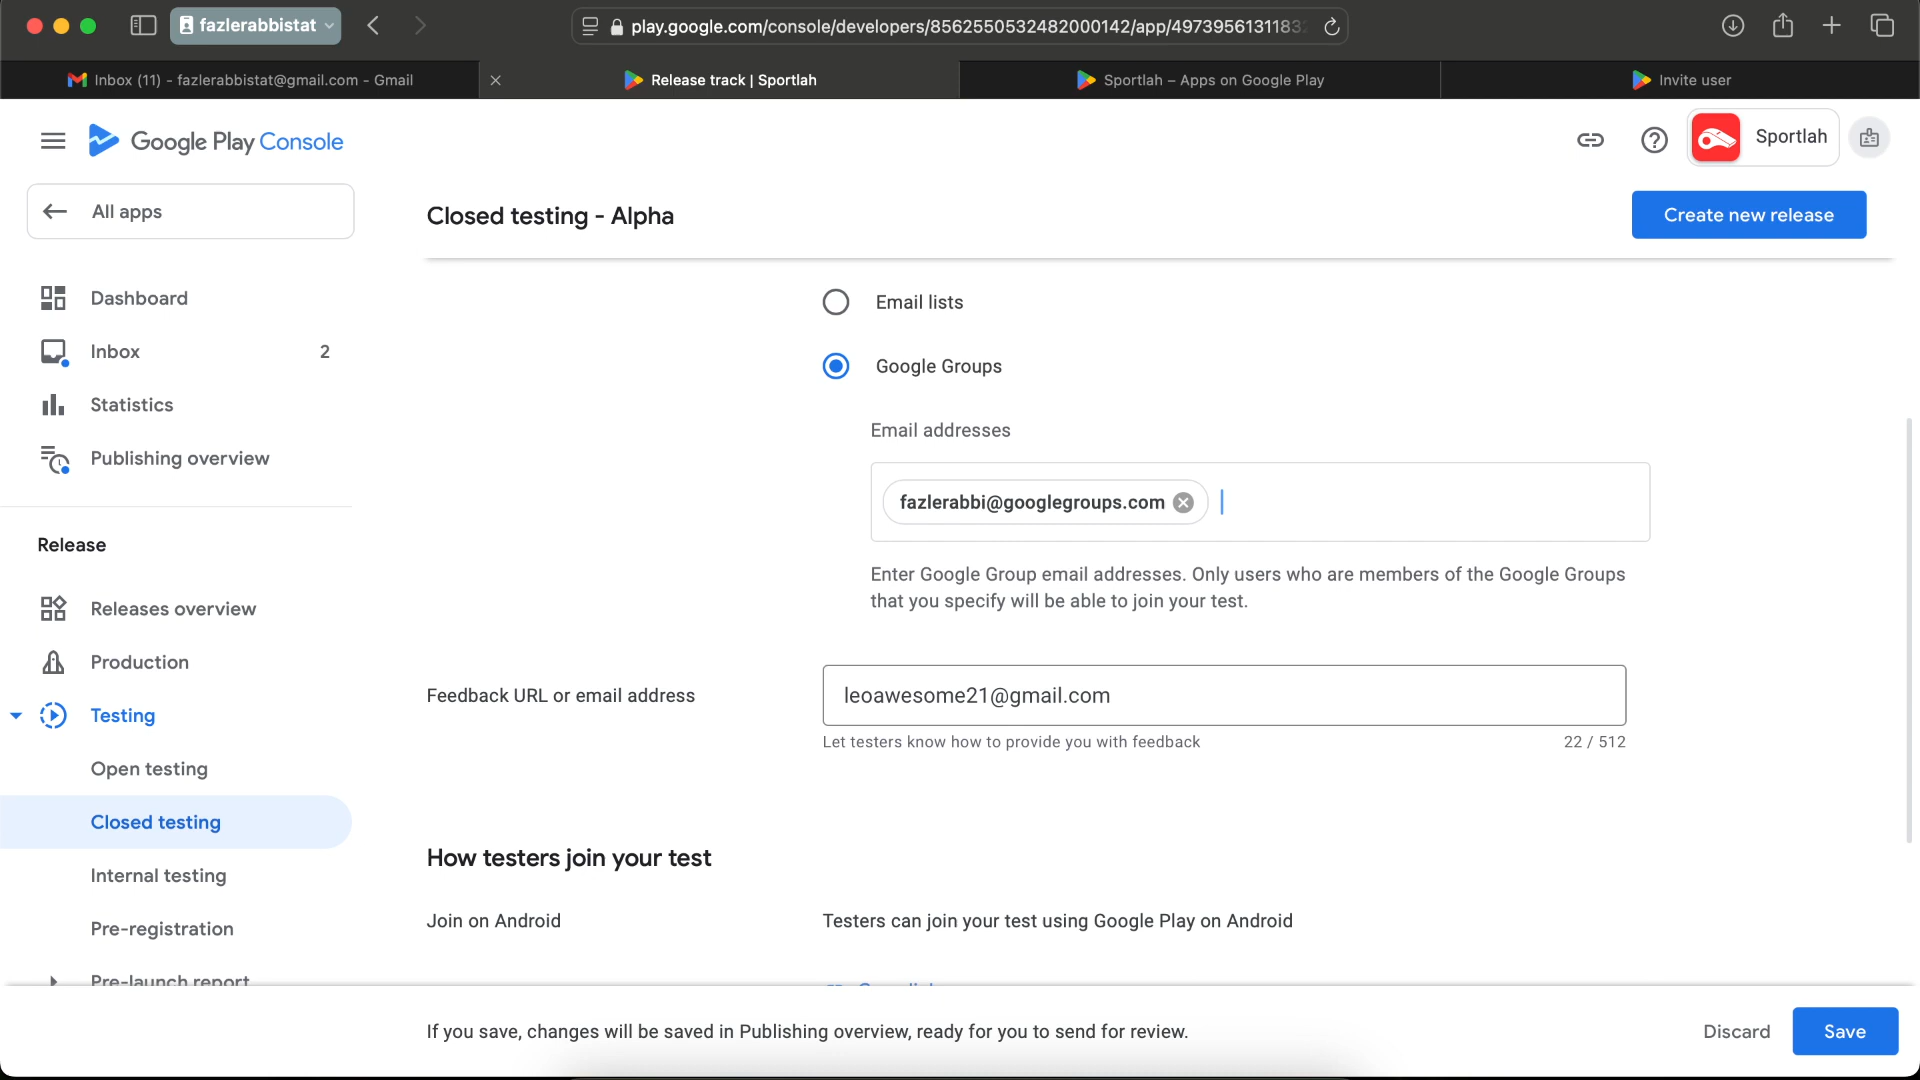 fazlerabbistat
play.google.com/console/developers/8562550532482000142/app/49739561311833
Inbox (11) - fazlerabbistat@gmail.com - Gmail
Release track | Sportlah
Sportlah – Apps on Google Play
Invite user
Google Play Console
Sportlah
All apps
Closed testing - Alpha
Create new release
Dashboard
Inbox 2
Statistics
Publishing overview
Release
Releases overview
Production
Testing
Open testing
Closed testing
Internal testing
Pre-registration
Pre-launch report
Email lists
Google Groups
Email addresses
fazlerabbi@googlegroups.com
Enter Google Group email addresses. Only users who are members of the Google Groups
that you specify will be able to join your test.
Feedback URL or email address
leoawesome21@gmail.com
Let testers know how to provide you with feedback
22 / 512
How testers join your test
Join on Android
Testers can join your test using Google Play on Android
If you save, changes will be saved in Publishing overview, ready for you to send for review.
Discard
Save